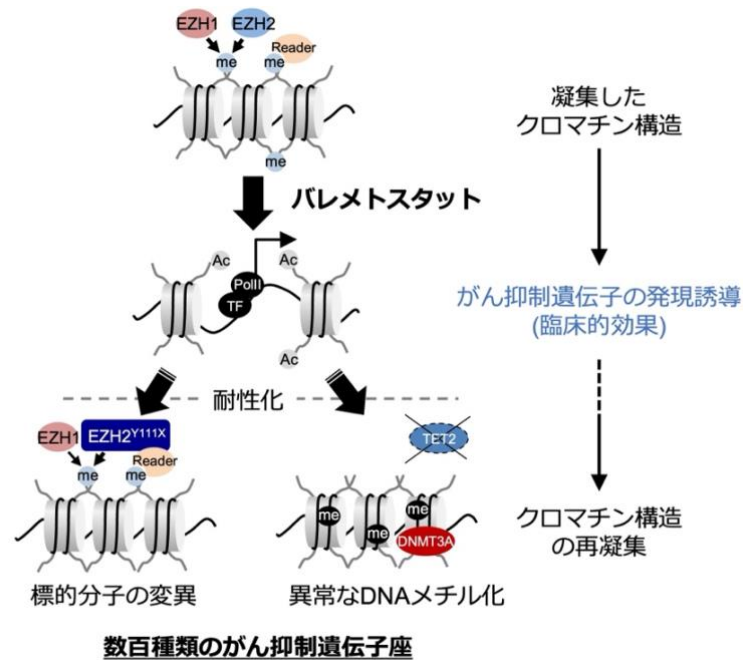 EZH1 EZH2
Reader
me me
me
凝集した
クロマチン構造
バレメトスタット
Ac Ac
PolII
TF
Ac
がん抑制遺伝子の発現誘導
(臨床的効果)
耐性化
EZH1 EZH2Y111X
Reader
me me
TET2
me me me
DNMT3A
クロマチン構造
の再凝集
標的分子の変異
異常なDNAメチル化
数百種類のがん抑制遺伝子座